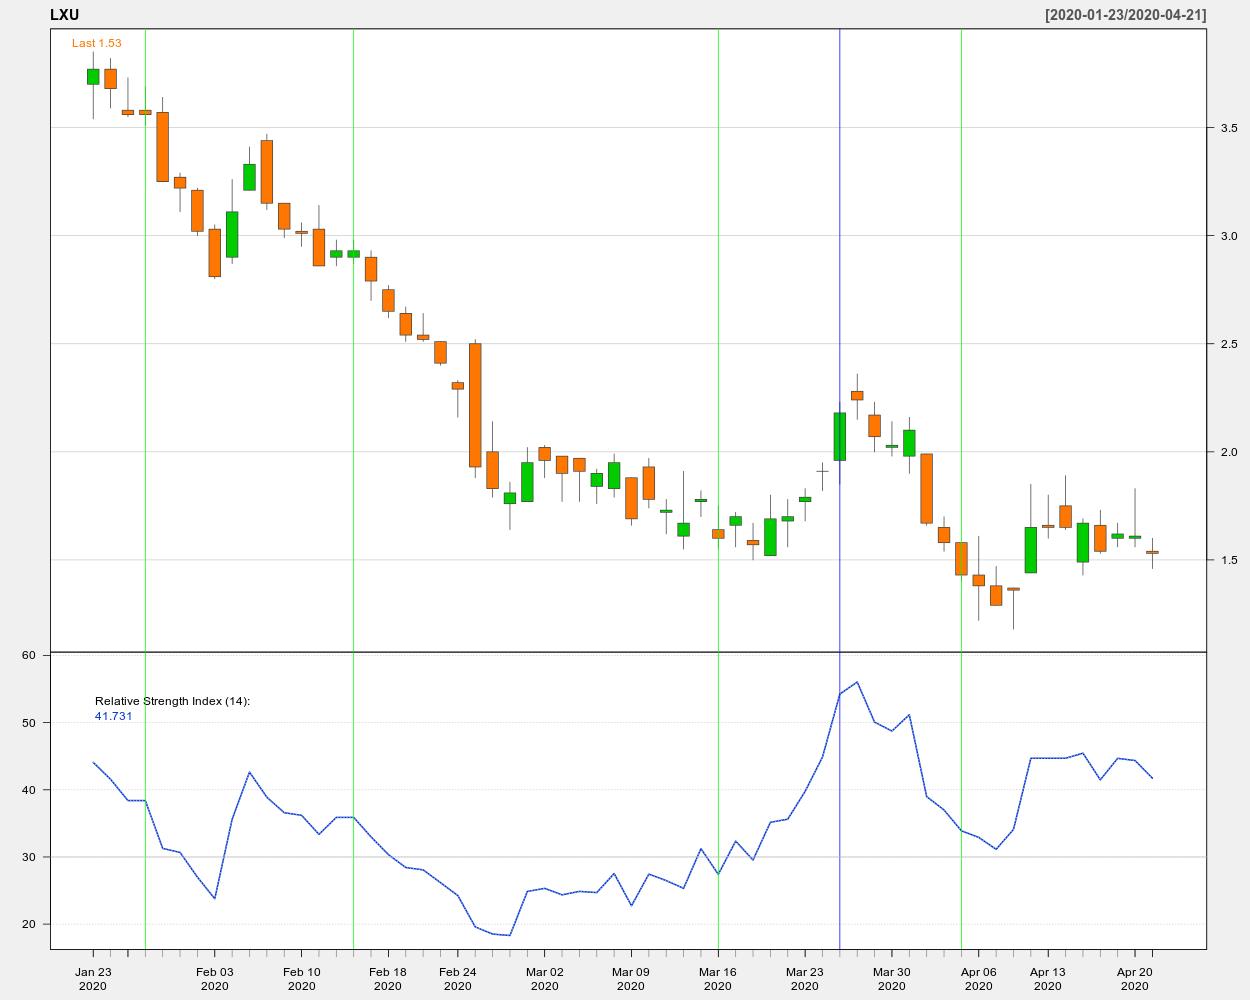 LXU [2020-01-23/2020-04-21]
Last 1.53
3.5
3.0
2.5
2.0
1.5
60
Relative Strength Index (14):
41.731
50
40
30
20
Jan 23 Feb 03 Feb 10 Feb 18 Feb 24 Mar 02 Mar 09 Mar 16 Mar 23 Mar 30 Apr 06 Apr 13 Apr 20
2020 2020 2020 2020 2020 2020 2020 2020 2020 2020 2020 2020 2020